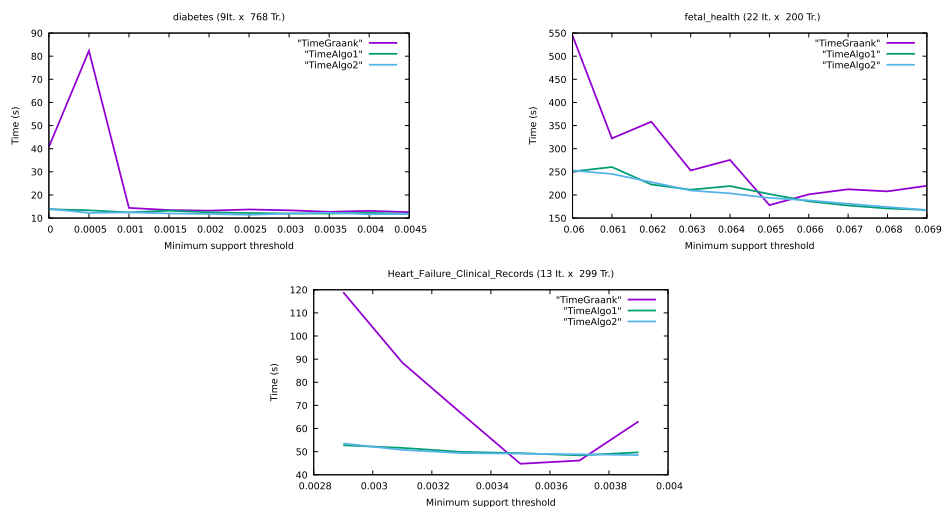 diabetes (9It. x 768 Tr.)
90
80
70
60
50
40
30
20
10
Time (s)
"TimeGraank"
"TimeAlgo1"
"TimeAlgo2"
0 0.0005 0.001 0.0015 0.002 0.0025 0.003 0.0035 0.004 0.0045
Minimum support threshold
fetal_health (22 It. x 200 Tr.)
550
500
450
400
350
300
250
200
150
Time (s)
"TimeGraank"
"TimeAlgo1"
"TimeAlgo2"
0.06 0.061 0.062 0.063 0.064 0.065 0.066 0.067 0.068 0.069
Minimum support threshold
Heart_Failure_Clinical_Records (13 It. x 299 Tr.)
120
110
100
90
80
70
60
50
40
Time (s)
"TimeGraank"
"TimeAlgo1"
"TimeAlgo2"
0.0028 0.003 0.0032 0.0034 0.0036 0.0038 0.004
Minimum support threshold